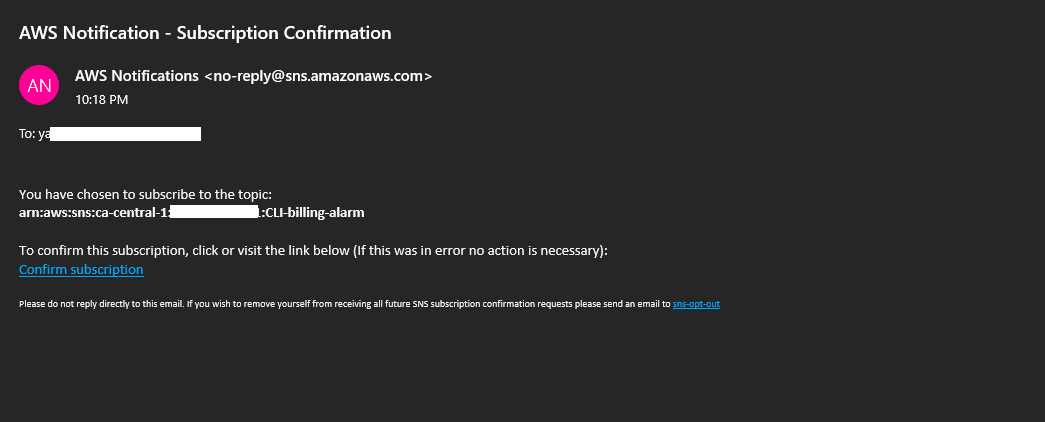 AWS Notification - Subscription Confirmation
AN
AWS Notifications <no-reply@sns.amazonaws.com>
10:18 PM
To: ya
You have chosen to subscribe to the topic:
arn:aws:sns:ca-central-1: :CLI-billing-alarm
To confirm this subscription, click or visit the link below (If this was in error no action is necessary):
Confirm subscription
Please do not reply directly to this email. If you wish to remove yourself from receiving all future SNS subscription confirmation requests please send an email to sns-opt-out